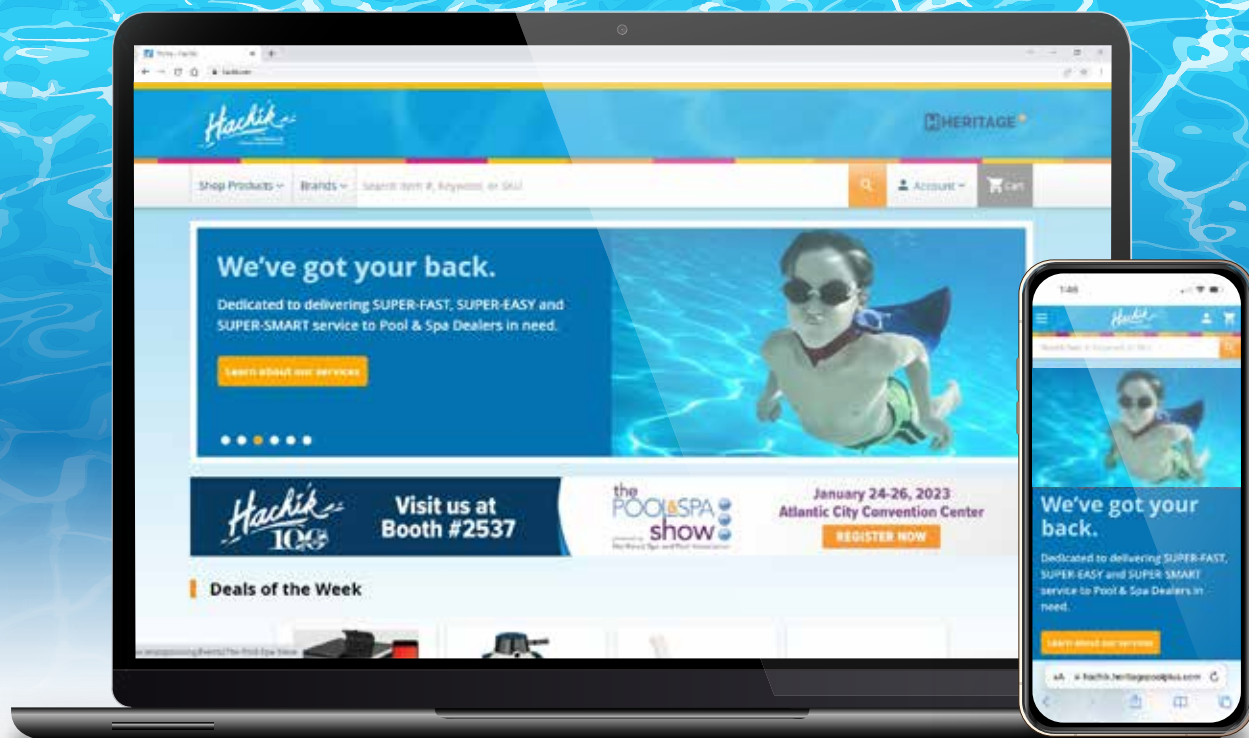 Hachik
HERITAGE
Shop Products
Brands
Search Item #, Keyword, or SKU
Account
Cart
We've got your back.
Dedicated to delivering SUPER-FAST, SUPER-EASY and
SUPER-SMART service to Pool & Spa Dealers in need.
Learn about our services
Hachik
100
Visit us at
Booth #2537
the
POOL & SPA
show
January 24-26, 2023
Atlantic City Convention Center
REGISTER NOW
Deals of the Week
Hachik
We've got your
back.
Dedicated to delivering SUPER-FAST,
SUPER-EASY and SUPER-SMART
service to Pool & Spa Dealers in
need.
Learn about our services
AA
hachik.heritagepoolplus.com